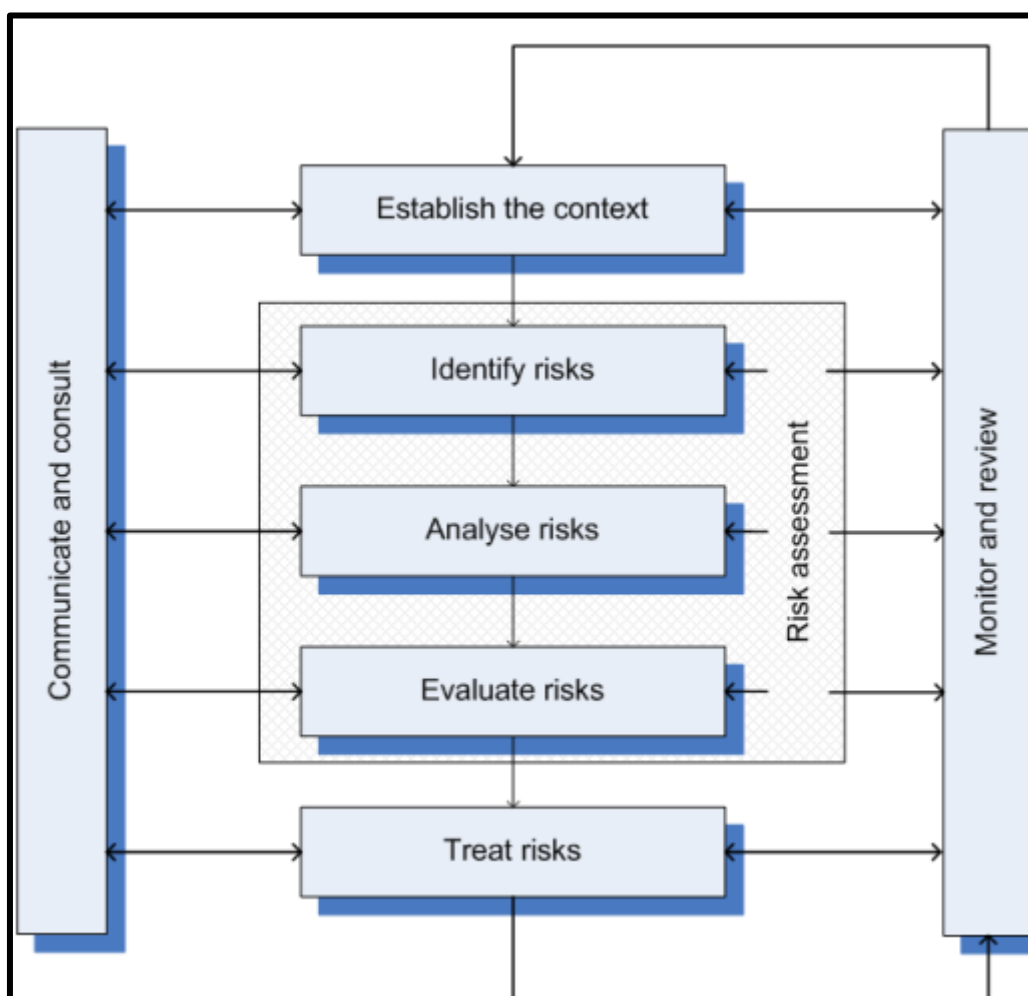 Establish the context
Identify risks
Analyse risks
Evaluate risks
Treat risks
Communicate and consult
Risk assessment
Monitor and review